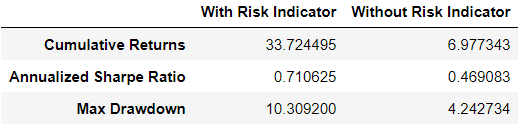 With Risk Indicator Without Risk Indicator
Cumulative Returns 33.724495 6.977343
Annualized Sharpe Ratio 0.710625 0.469083
Max Drawdown 10.309200 4.242734